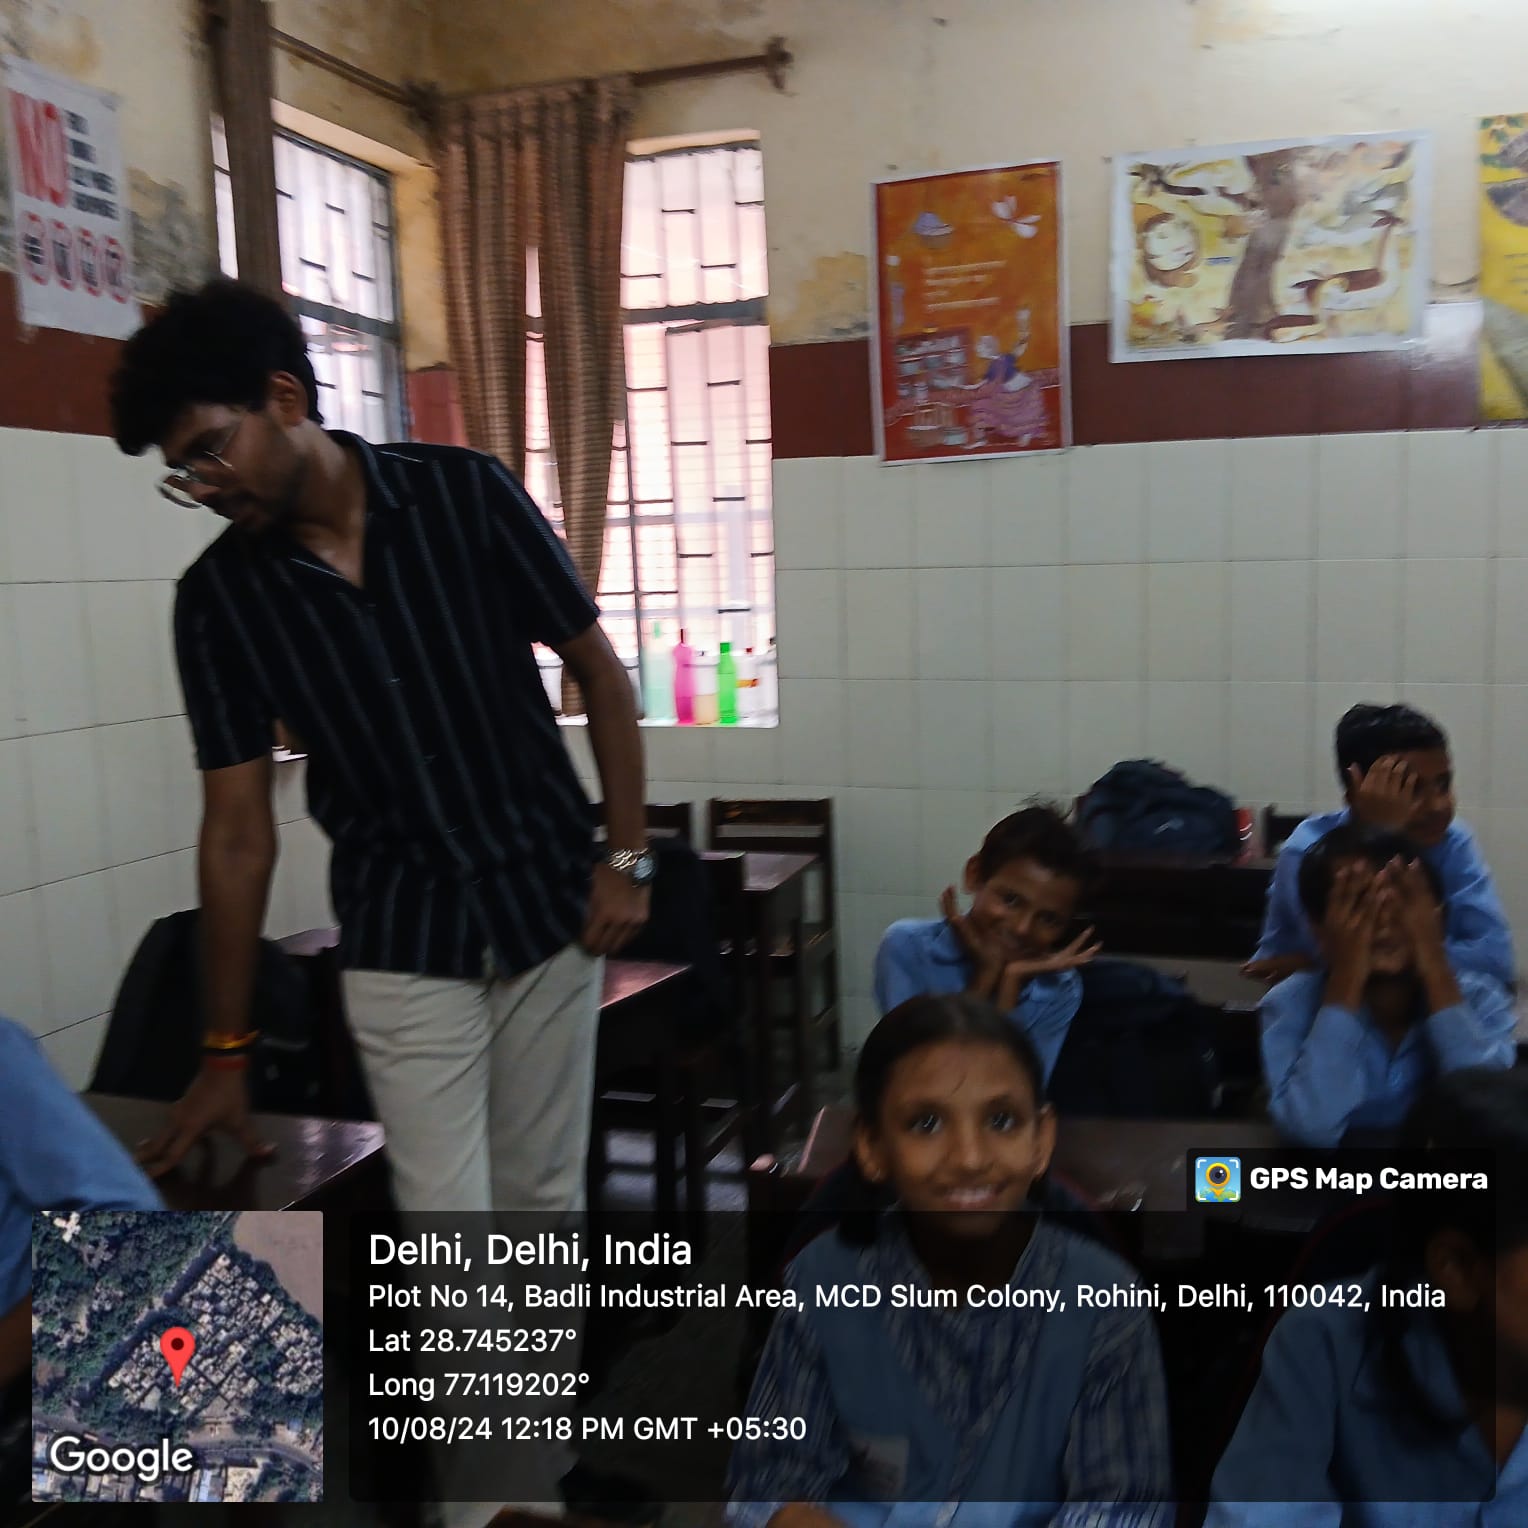 NO
GPS Map Camera
Delhi, Delhi, India
Plot No 14, Badli Industrial Area, MCD Slum Colony, Rohini, Delhi, 110042, India
Lat 28.745237°
Long 77.119202°
10/08/24 12:18 PM GMT +05:30
Google